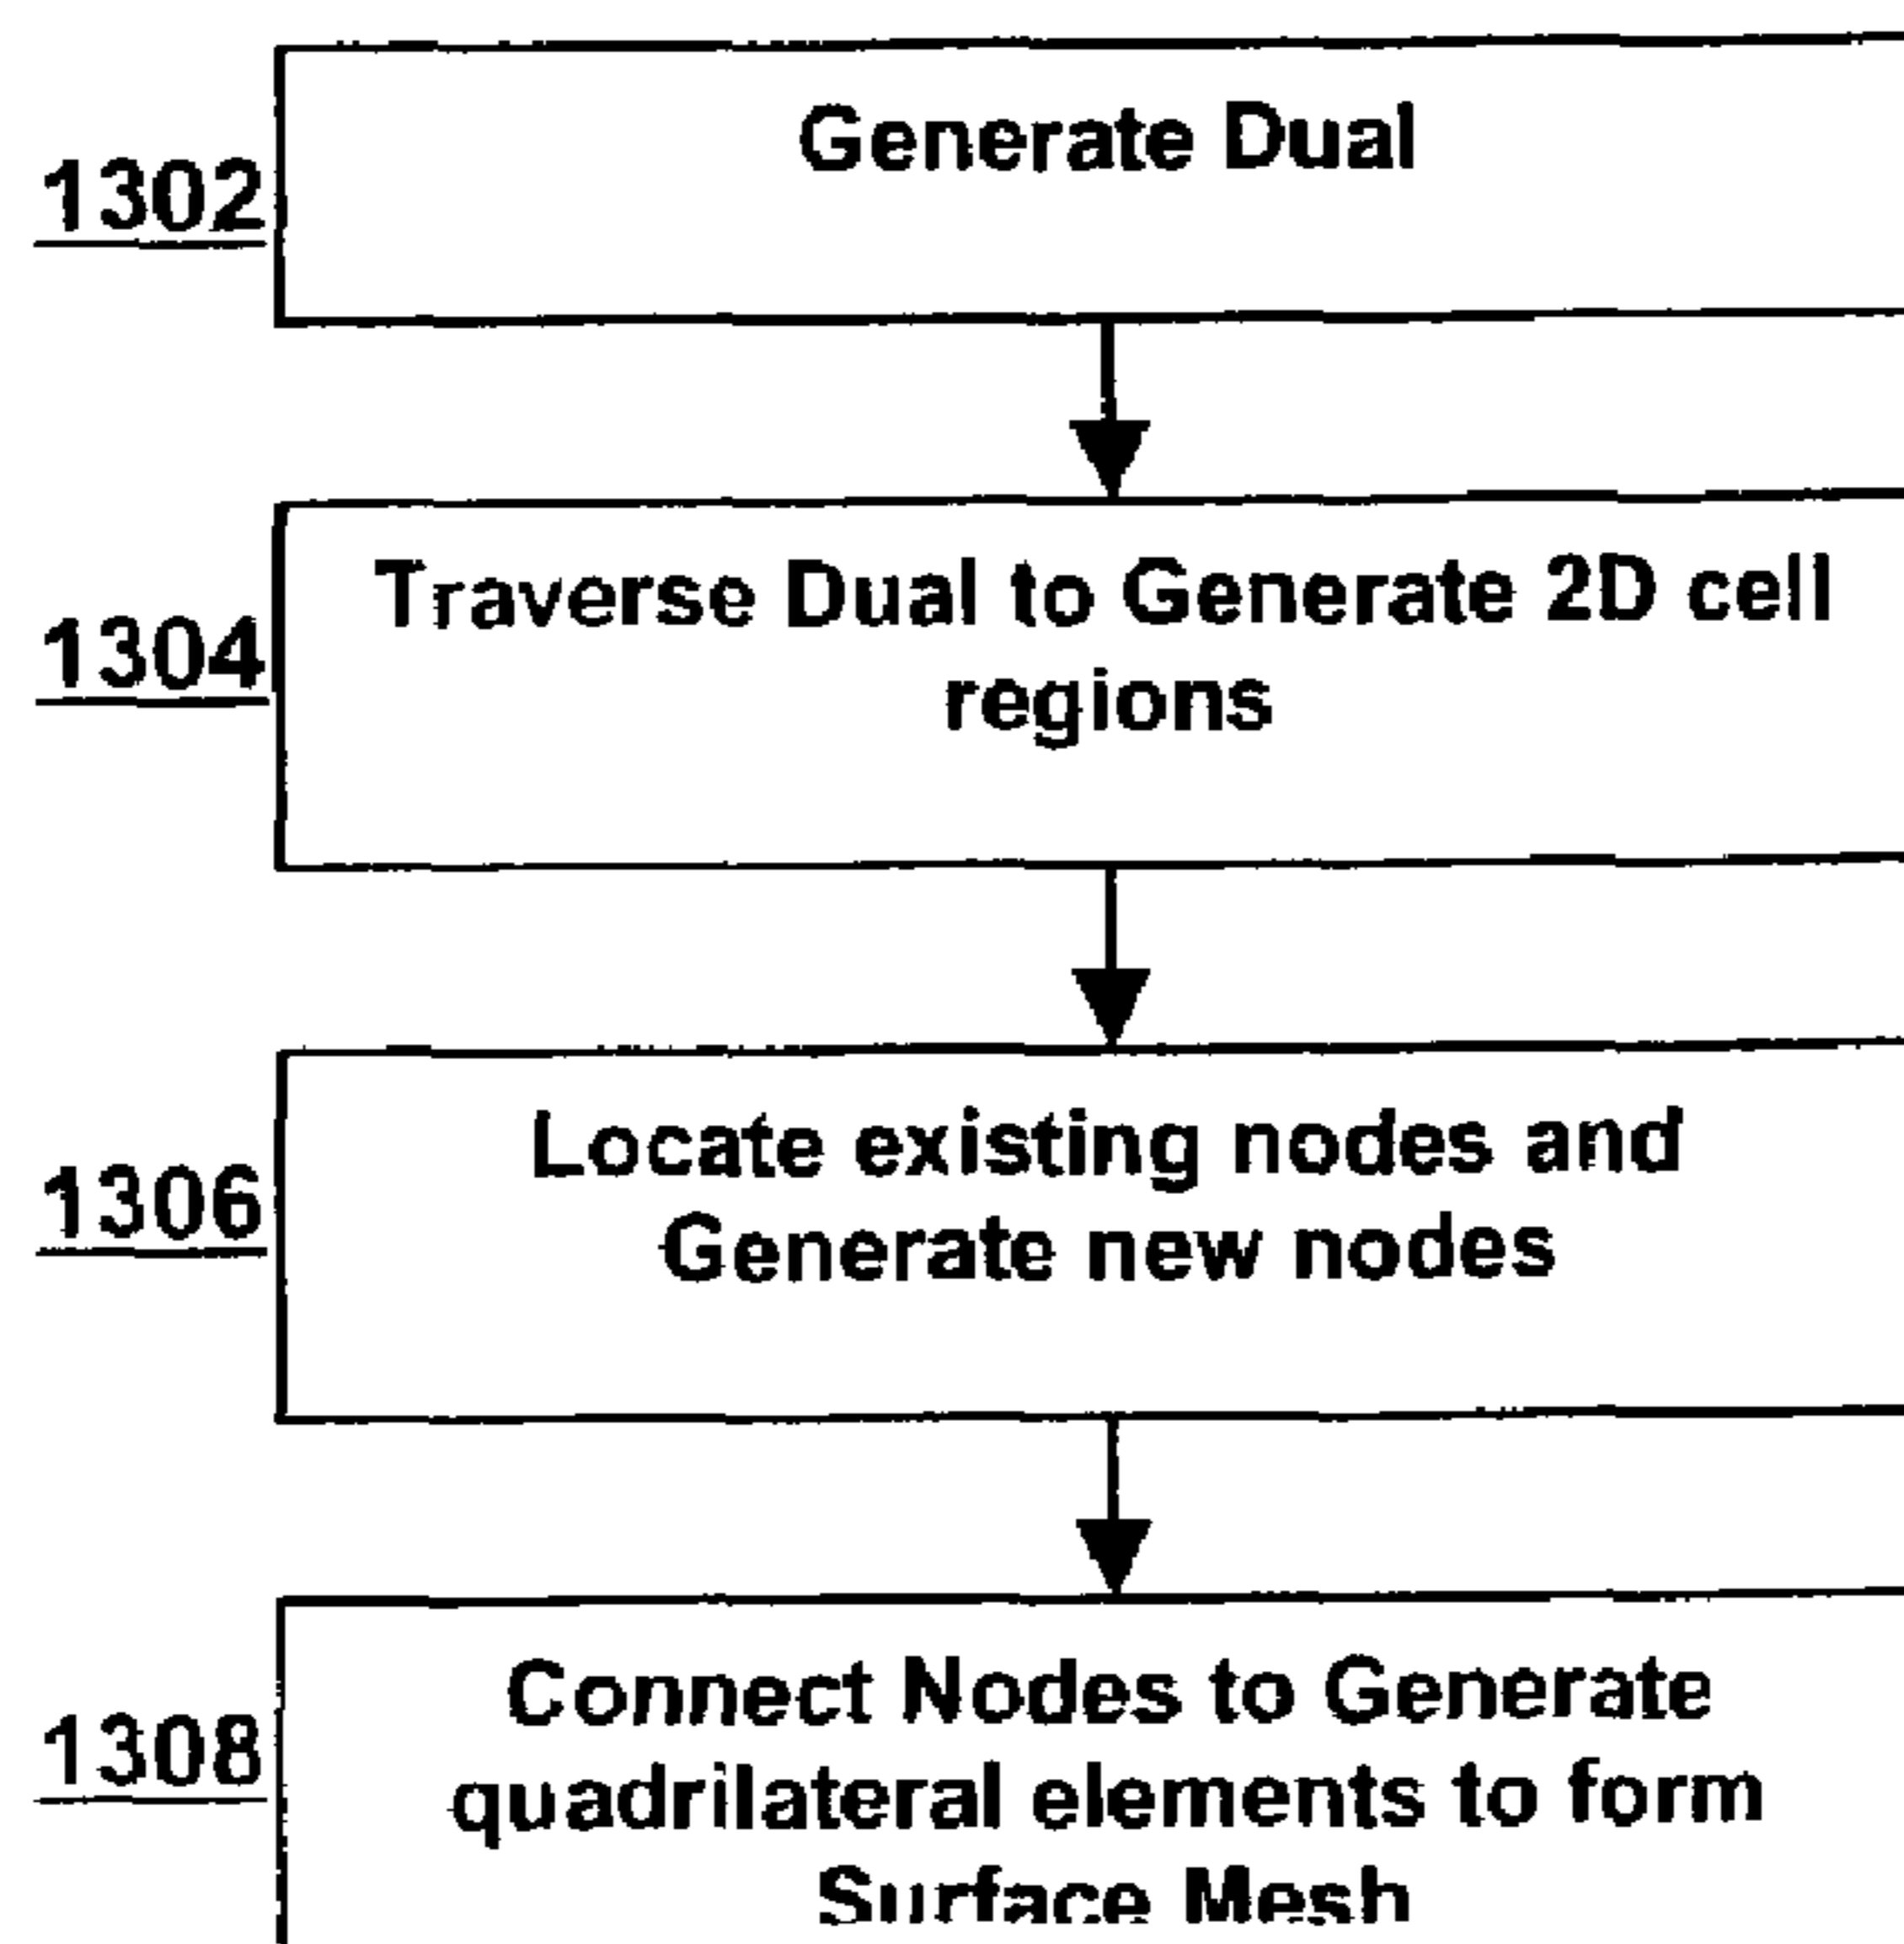 Generate Dual
1302
Traverse Dual to Generate 2D cell
regions
1304
Locate existing nodes and
Generate new nodes
1306
Connect Nodes to Generate
quadrilateral elements to form
Surface Mesh
1308